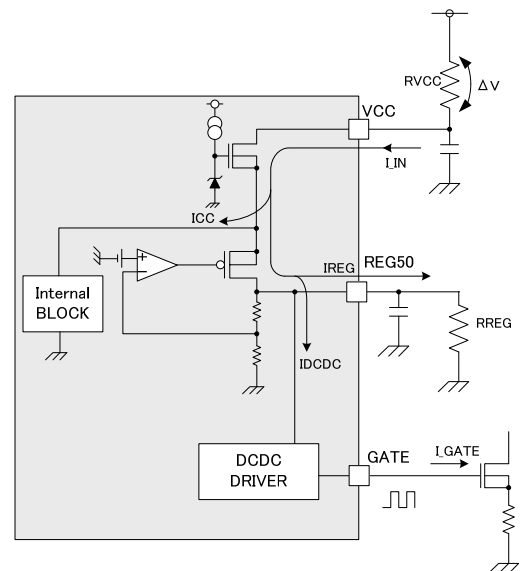 RVCC
ΔV
VCC
I_IN
ICC
IREG
REG50
+
−
Internal
BLOCK
RREG
IDCDC
DCDC
DRIVER
GATE
I_GATE